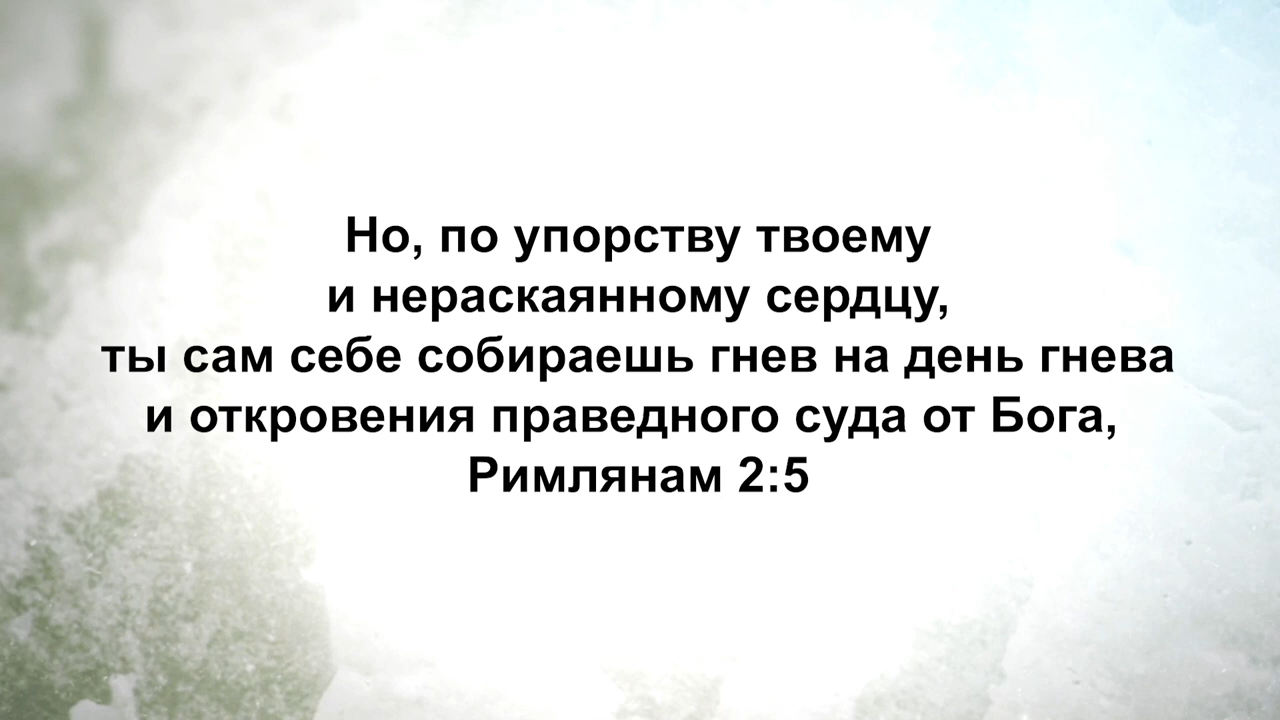 Но, по упорству твоему
и нераскаянному сердцу,
ты сам себе собираешь гнев на день гнева
и откровения праведного суда от Бога,
Римлянам 2:5